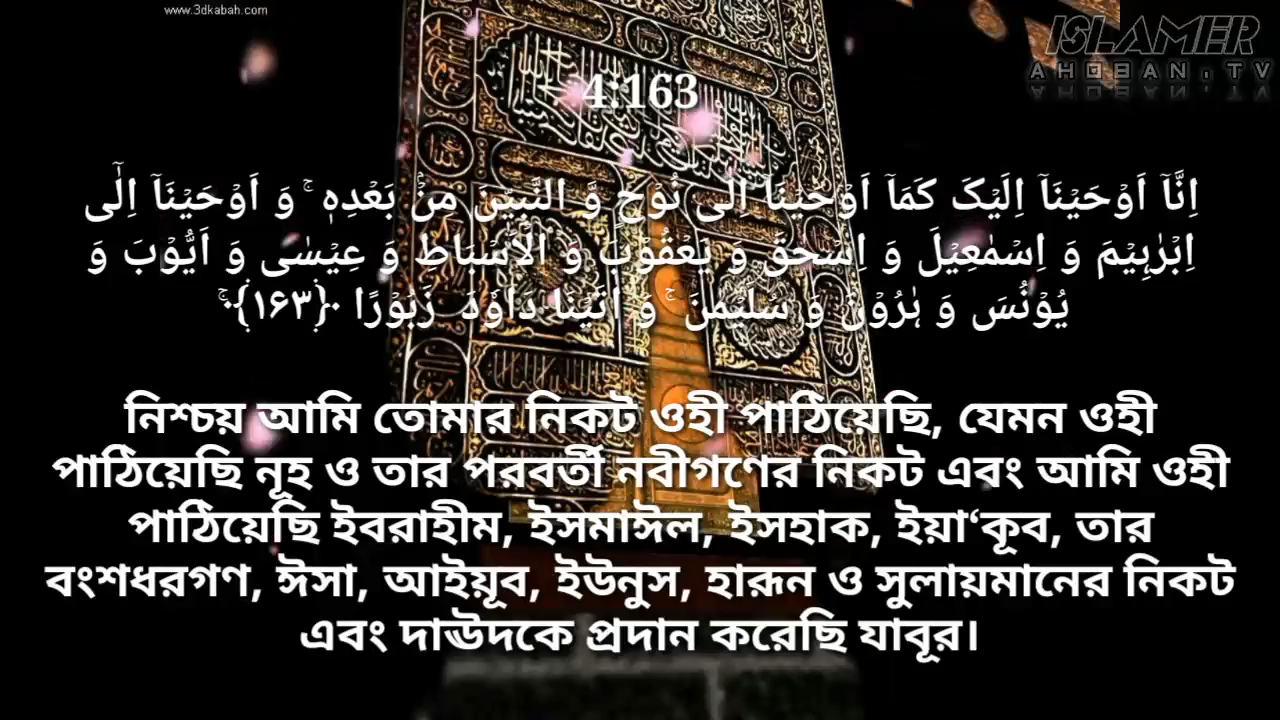 www.3dkabah.com
ISLAMER
AHOBAN.TV
4:163
اِنَّاۤ اَوۡحَیۡنَاۤ اِلَیۡکَ کَمَاۤ اَوۡحَیۡنَاۤ اِلٰی نُوۡحٍ وَّ النَّبِیّٖنَ مِنۡۢ بَعۡدِہٖ ۚ وَ اَوۡحَیۡنَاۤ اِلٰۤی
اِبۡرٰہِیۡمَ وَ اِسۡمٰعِیۡلَ وَ اِسۡحٰقَ وَ یَعۡقُوۡبَ وَ الۡاَسۡبَاطِ وَ عِیۡسٰی وَ اَیُّوۡبَ وَ
یُوۡنُسَ وَ ہٰرُوۡنَ وَ سُلَیۡمٰنَ ۚ وَ اٰتَیۡنَا دَاوٗدَ زَبُوۡرًا ﴿۱۶۳﴾ۚ
নিশ্চয় আমি তোমার নিকট ওহী পাঠিয়েছি, যেমন ওহী
পাঠিয়েছি নূহ ও তার পরবর্তী নবীগণের নিকট এবং আমি ওহী
পাঠিয়েছি ইবরাহীম, ইসমাঈল, ইসহাক, ইয়া‘কূব, তার
বংশধরগণ, ঈসা, আইয়ূব, ইউনুস, হারূন ও সুলায়মানের নিকট
এবং দাঊদকে প্রদান করেছি যাবূর।